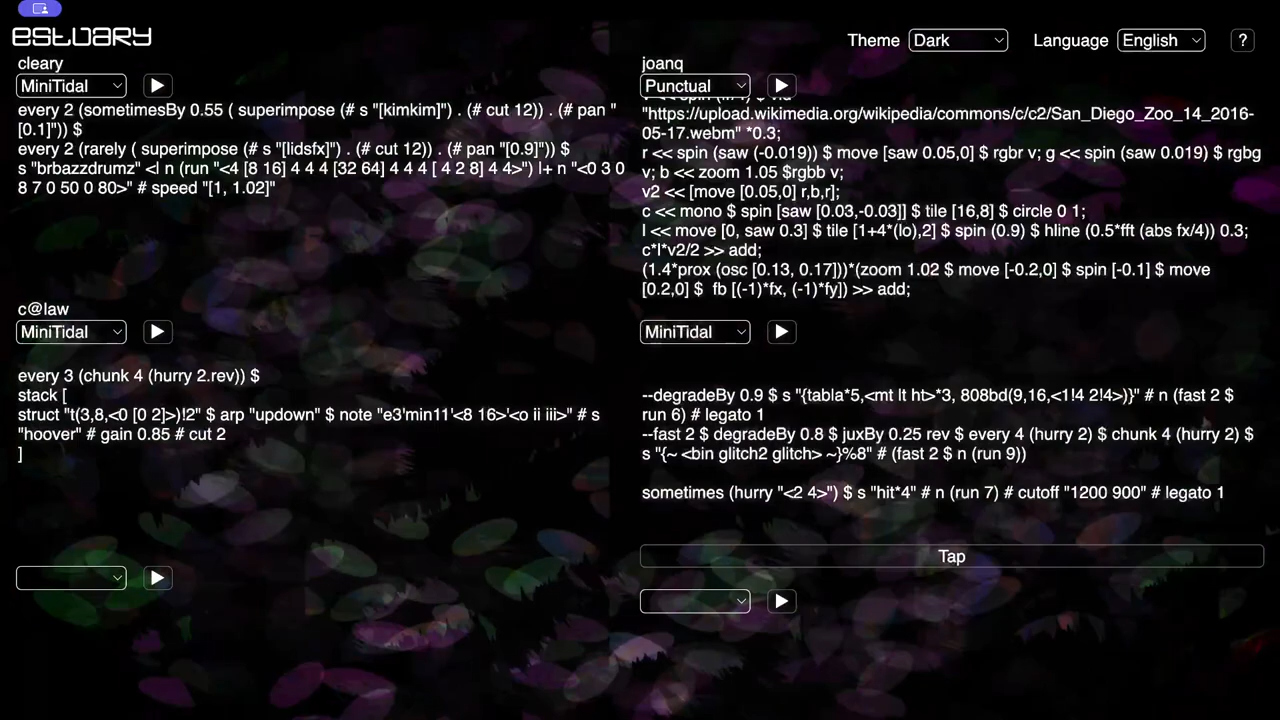 estuary
Theme Dark Language English ?
cleary
MiniTidal
every 2 (sometimesBy 0.55 ( superimpose (# s "[kimkim]") . (# cut 12)) . (# pan "
[0.1]")) $
every 2 (rarely ( superimpose (# s "[lidsfx]") . (# cut 12)) . (# pan "[0.9]")) $
s "brbazzdrumz" <| n (run "<4 [8 16] 4 4 4 [32 64] 4 4 4 [ 4 2 8] 4 4>") |+ n "<0 3 0
8 7 0 50 0 80>" # speed "[1, 1.02]"
joanq
Punctual
"https://upload.wikimedia.org/wikipedia/commons/c/c2/San_Diego_Zoo_14_2016-
05-17.webm" *0.3;
r << spin (saw (-0.019)) $ move [saw 0.05,0] $ rgbr v; g << spin (saw 0.019) $ rgbg
v; b << zoom 1.05 $rgbb v;
v2 << [move [0.05,0] r,b,r];
c << mono $ spin [saw [0.03,-0.03]] $ tile [16,8] $ circle 0 1;
l << move [0, saw 0.3] $ tile [1+4*(lo),2] $ spin (0.9) $ hline (0.5*fft (abs fx/4)) 0.3;
c*l*v2/2 >> add;
(1.4*prox (osc [0.13, 0.17]))*(zoom 1.02 $ move [-0.2,0] $ spin [-0.1] $ move
[0.2,0] $  fb [(-1)*fx, (-1)*fy]) >> add;
c@law
MiniTidal
every 3 (chunk 4 (hurry 2.rev)) $
stack [
struct "t(3,8,<0 [0 2]>)!2" $ arp "updown" $ note "e3'min11'<8 16>'<o ii iii>" # s
"hoover" # gain 0.85 # cut 2
]
MiniTidal
--degradeBy 0.9 $ s "{tabla*5,<mt lt ht>*3, 808bd(9,16,<1!4 2!4>)}" # n (fast 2 $
run 6) # legato 1
--fast 2 $ degradeBy 0.8 $ juxBy 0.25 rev $ every 4 (hurry 2) $ chunk 4 (hurry 2) $
s "{~ <bin glitch2 glitch> ~}%8" # (fast 2 $ n (run 9))
sometimes (hurry "<2 4>") $ s "hit*4" # n (run 7) # cutoff "1200 900" # legato 1
Tap